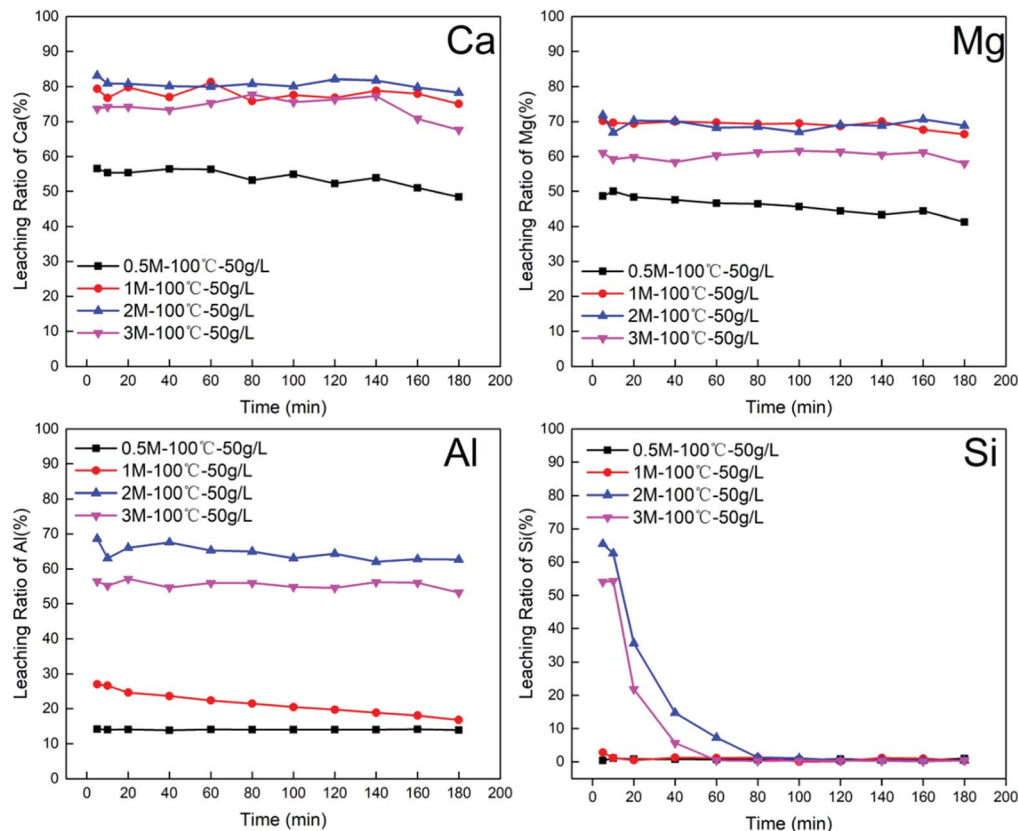 Ca
Leaching Ratio of Ca(%)
100
90
80
70
60
50
40
30
20
10
0
0.5M-100℃-50g/L
1M-100℃-50g/L
2M-100℃-50g/L
3M-100℃-50g/L
0 20 40 60 80 100 120 140 160 180 200
Time (min)
Mg
Leaching Ratio of Mg(%)
100
90
80
70
60
50
40
30
20
10
0
0.5M-100℃-50g/L
1M-100℃-50g/L
2M-100℃-50g/L
3M-100℃-50g/L
0 20 40 60 80 100 120 140 160 180 200
Time (min)
Al
Leaching Ratio of Al(%)
100
90
80
70
60
50
40
30
20
10
0
0.5M-100℃-50g/L
1M-100℃-50g/L
2M-100℃-50g/L
3M-100℃-50g/L
0 20 40 60 80 100 120 140 160 180 200
Time (min)
Si
Leaching Ratio of Si(%)
100
90
80
70
60
50
40
30
20
10
0
0.5M-100℃-50g/L
1M-100℃-50g/L
2M-100℃-50g/L
3M-100℃-50g/L
0 20 40 60 80 100 120 140 160 180 200
Time (min)